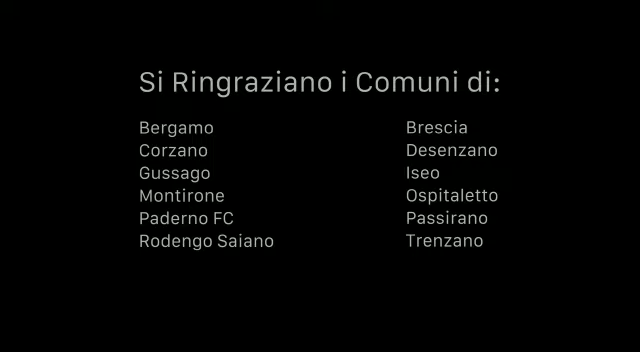 Si Ringraziano i Comuni di:
Bergamo
Corzano
Gussago
Montirone
Paderno FC
Rodengo Saiano
Brescia
Desenzano
Iseo
Ospitaletto
Passirano
Trenzano